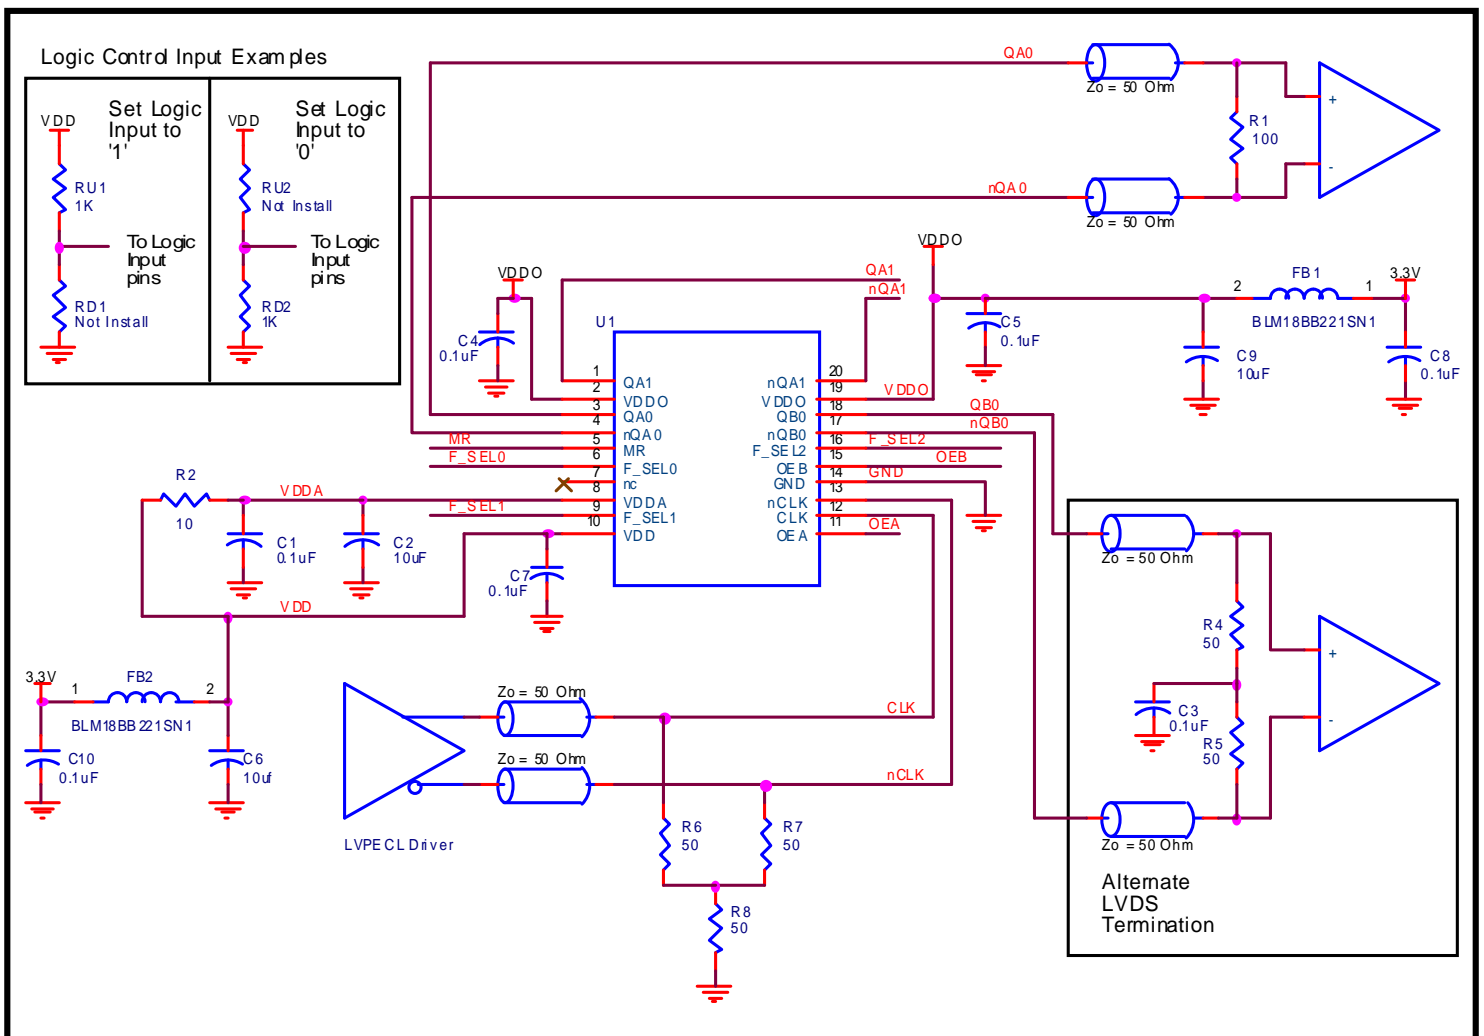 Logic Control Input Examples
VDD
Set Logic
Input to
'1'
RU1
1K
To Logic
Input
pins
RD1
Not Install
VDD
Set Logic
Input to
'0'
RU2
Not Install
To Logic
Input
pins
RD2
1K
QA0
Zo = 50 Ohm
R1
100
+
-
nQA0
Zo = 50 Ohm
VDDO
VDDO
QA1
nQA1
C4
0.1uF
C5
0.1uF
2
FB1
1
BLM18BB221SN1
3.3V
C9
10uF
C8
0.1uF
U1
1
QA1
2
VDDO
3
QA0
4
nQA0
5
MR
6
F_SEL0
7
nc
8
VDDA
9
F_SEL1
10
VDD
20
nQA1
19
VDDO
18
QB0
17
nQB0
16
F_SEL2
15
OEB
14
GND
13
nCLK
12
CLK
11
OEA
MR
F_SEL0
VDDA
F_SEL1
VDDO
QB0
nQB0
F_SEL2
OEB
GND
OEA
R2
10
C1
0.1uF
C2
10uF
C7
0.1uF
VDD
3.3V
1
FB2
2
BLM18BB221SN1
C10
0.1uF
C6
10uf
LVPECL Driver
Zo = 50 Ohm
Zo = 50 Ohm
CLK
nCLK
R6
50
R7
50
R8
50
Zo = 50 Ohm
R4
50
+
-
C3
0.1uF
R5
50
Zo = 50 Ohm
Alternate
LVDS
Termination